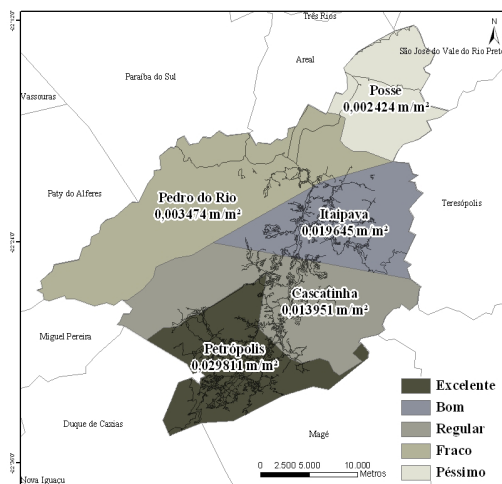 Três Rios
N
São José do Vale do Rio Preto
Areal
Paraíba do Sul
Vassouras
Posse
0,002424 m/m²
Paty do Alferes
Pedro do Rio
0,003474 m/m²
Itaipava
0,019645 m/m²
Teresópolis
Cascatinha
0,013951 m/m²
Miguel Pereira
Petrópolis
0,029811 m/m²
Excelente
Bom
Regular
Fraco
Péssimo
Duque de Caxias
Magé
0 2.500 5.000 10.000
Metros
Nova Iguaçu